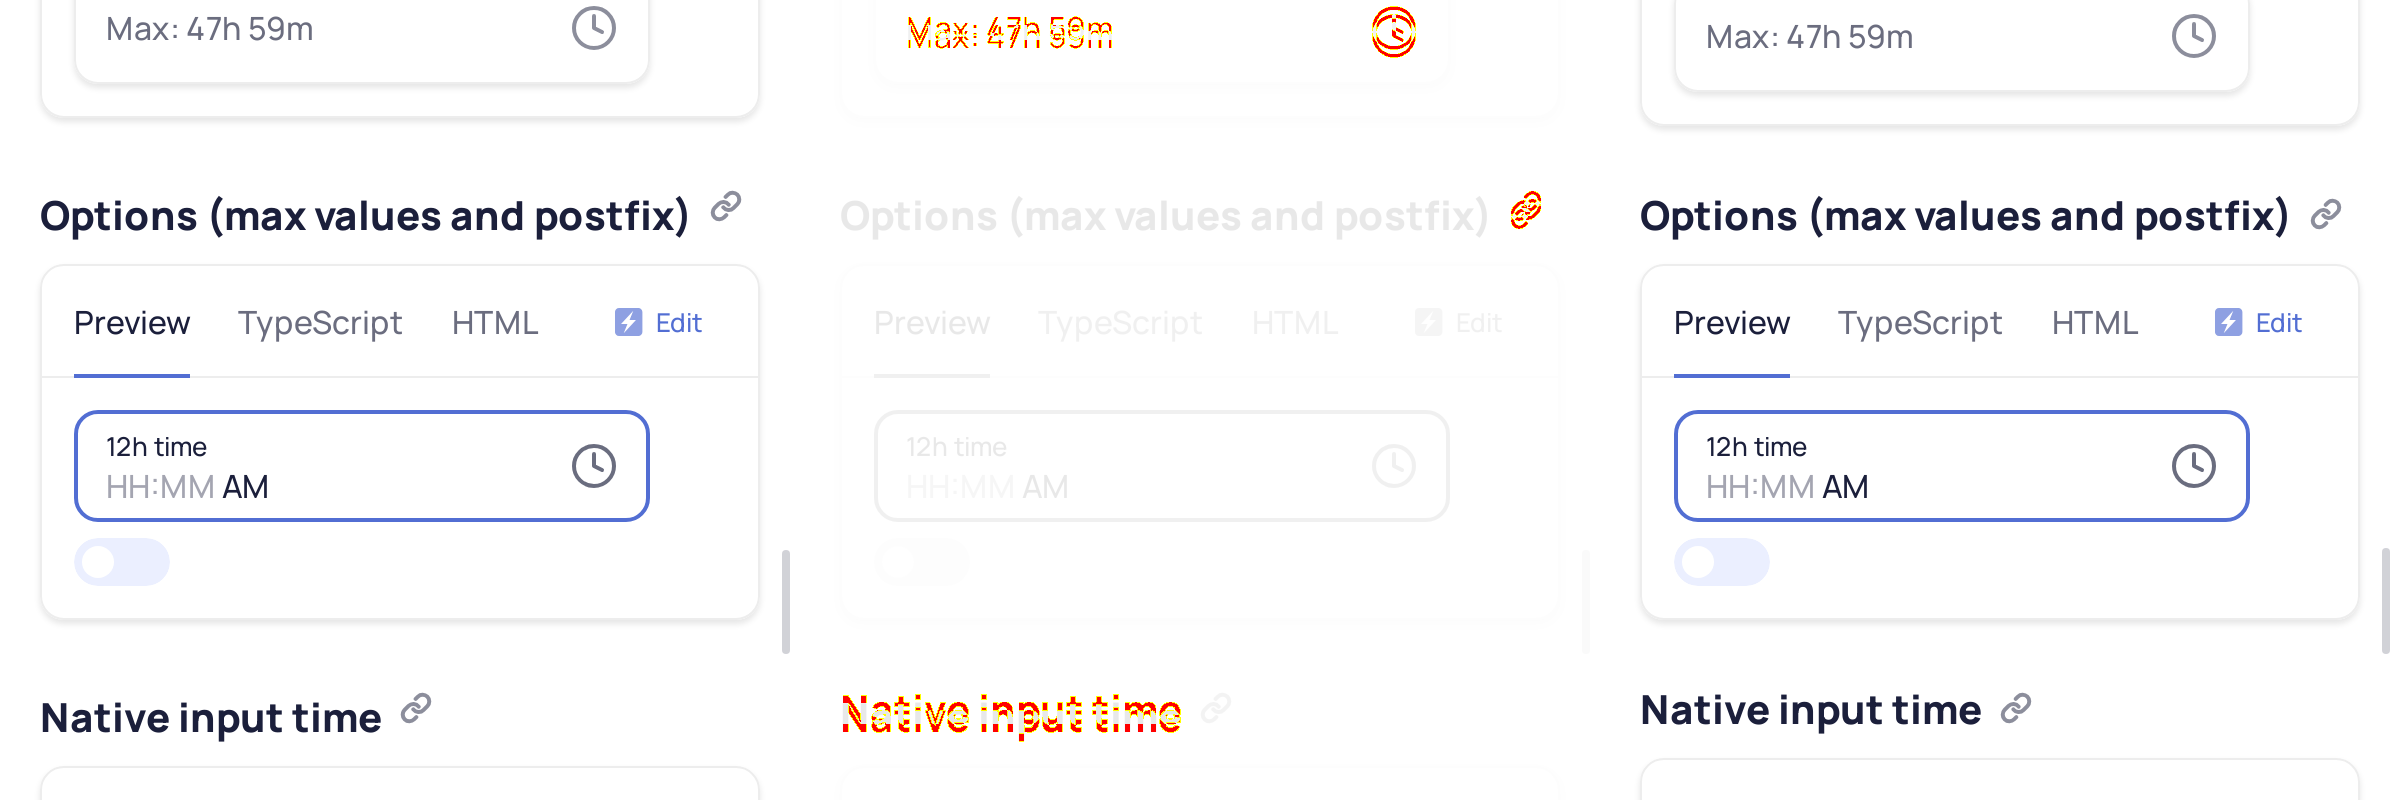 Max: 47h 59m
Options (max values and postfix)
Preview TypeScript HTML Edit
12h time
HH:MM AM
Native input time
Max: 47h 59m
Options (max values and postfix)
Preview TypeScript HTML Edit
12h time
HH:MM AM
Native input time
Max: 47h 59m
Options (max values and postfix)
Preview TypeScript HTML Edit
12h time
HH:MM AM
Native input time